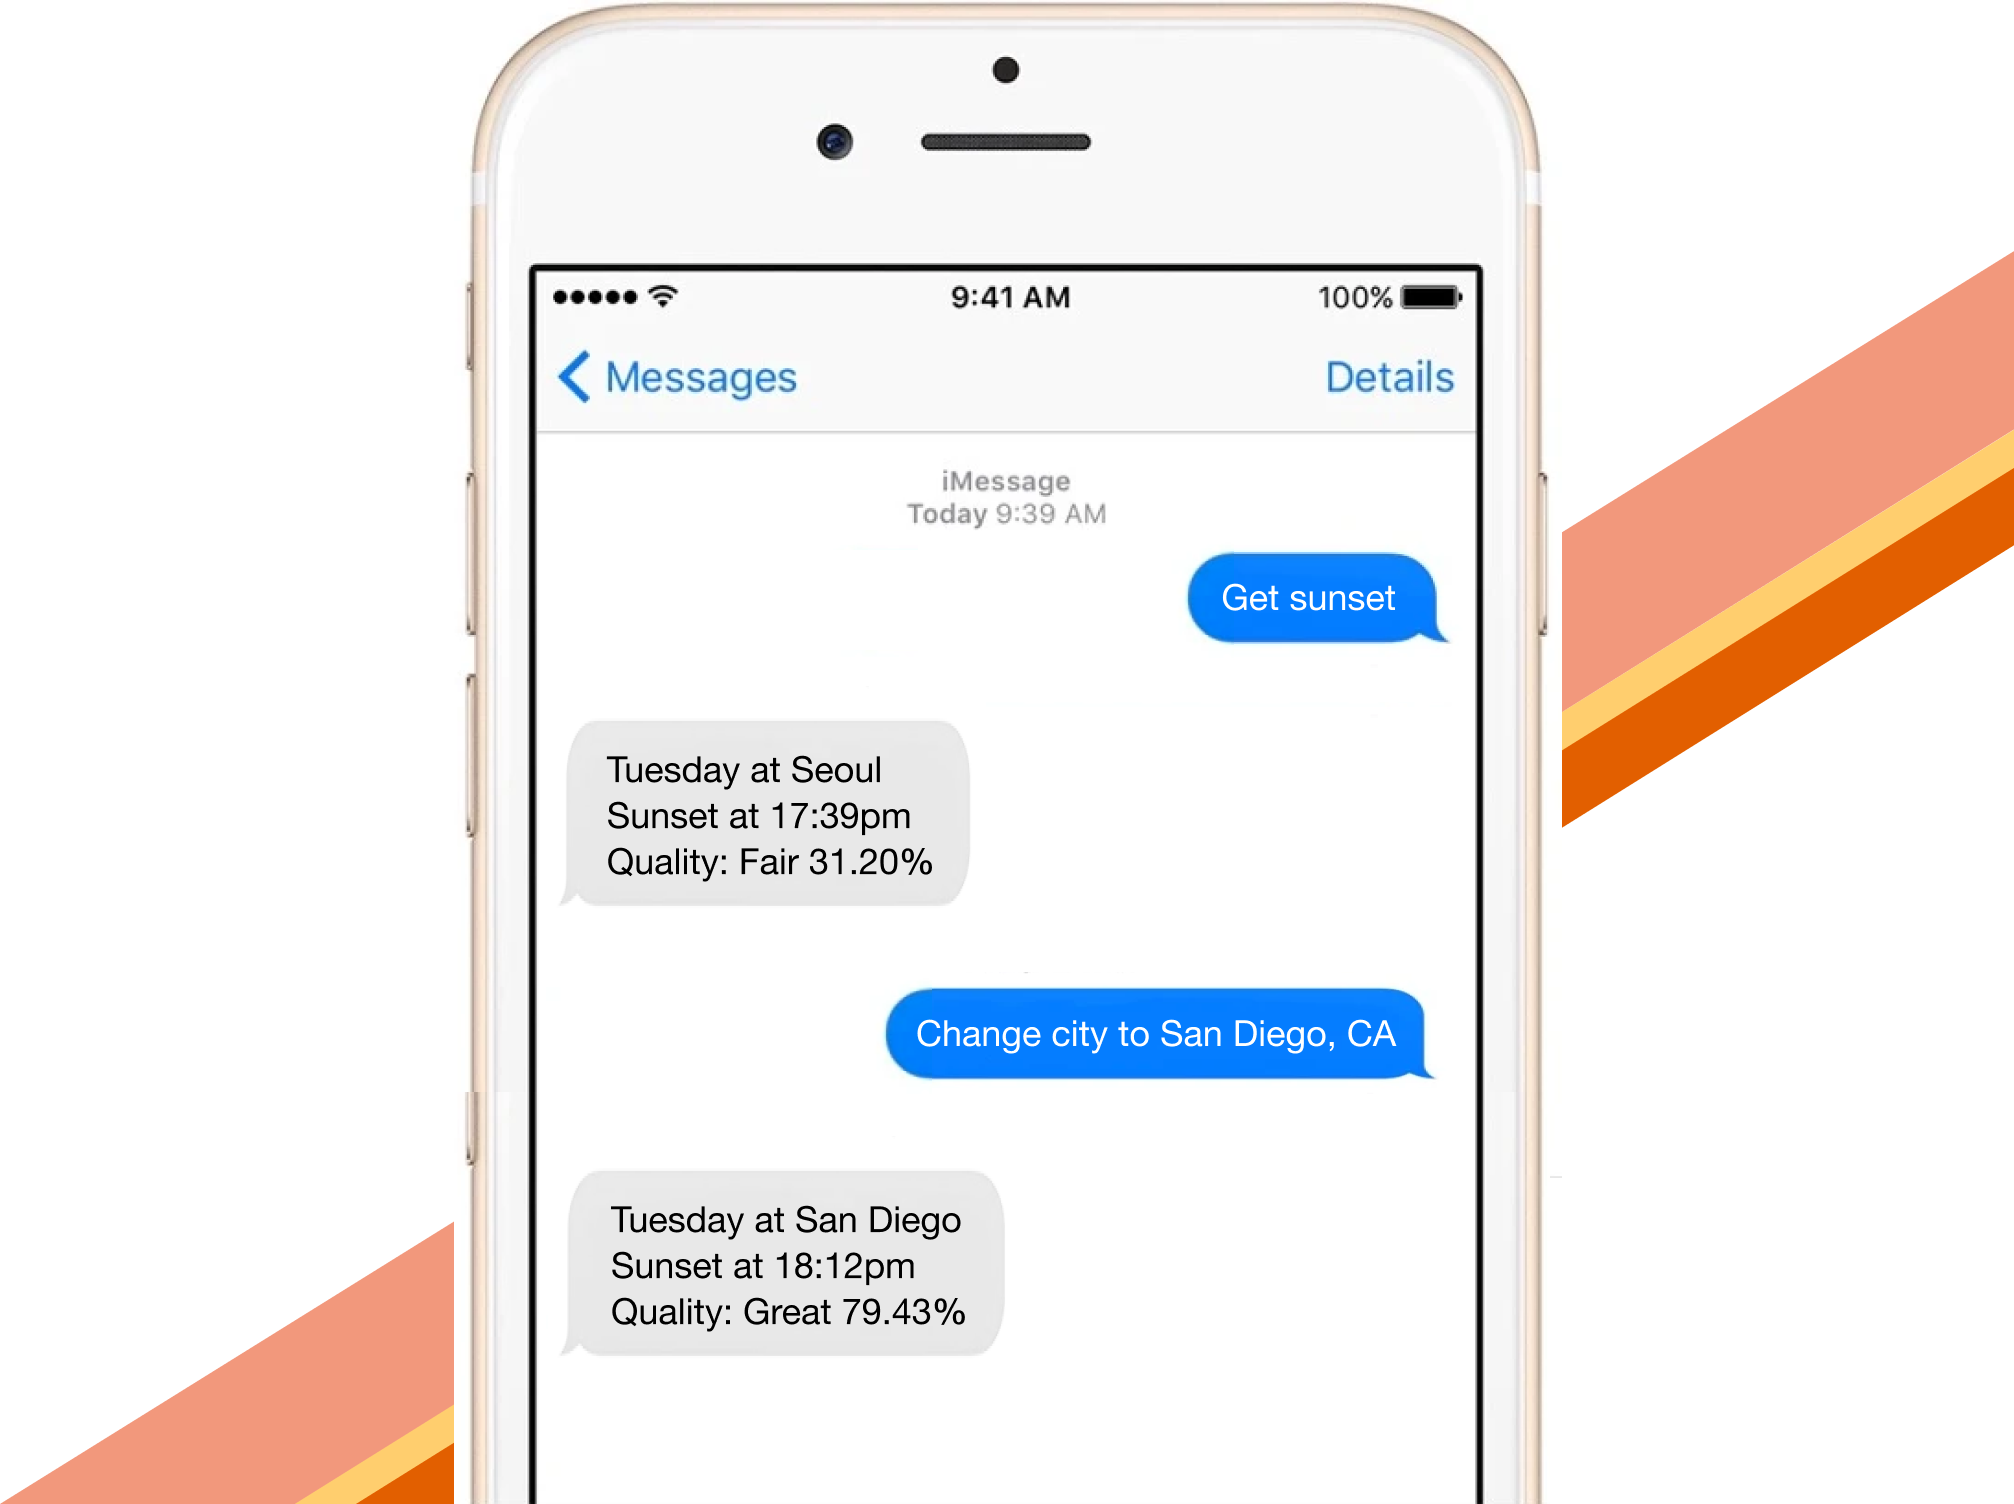 9:41 AM
100%
Messages
Details
iMessage
Today 9:39 AM
Get sunset
Tuesday at Seoul
Sunset at 17:39pm
Quality: Fair 31.20%
Change city to San Diego, CA
Tuesday at San Diego
Sunset at 18:12pm
Quality: Great 79.43%